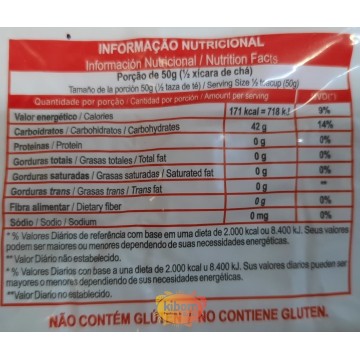 INFORMAÇÃO NUTRICIONAL
Información Nutricional / Nutrition Facts
Porção de 50g (½ xícara de chá)
Tamaño de la porción 50g (½ taza de té) / Serving Size ½ teacup (50g)
Quantidade por porção / Cantidad por porción / Amount per serving %VD(*)
Valor energético / Calories 171 kcal = 718 kJ 9%
Carboidratos / Carbohidratos / Carbohydrates 42 g 14%
Proteínas / Protein 0 g 0%
Gorduras totais / Grasas totales / Total fat 0 g 0%
Gorduras saturadas / Grasas saturadas / Saturated fat 0 g 0%
Gorduras trans / Grasas trans / Trans fat 0 g **
Fibra alimentar / Dietary fiber 0 g 0%
Sódio / Sodio / Sodium 0 mg 0%
* % Valores Diários de referência com base em uma dieta de 2.000 kcal ou 8.400 kJ. Seus valores
podem ser maiores ou menores dependendo de suas necessidades energéticas.
**Valor Diário não estabelecido.
* % Valores Diarios con base a una dieta de 2.000 kcal u 8.400 kJ. Sus valores diarios pueden ser
mayores o menores dependiendo de sus necesidades energéticas.
**Valor Diario no establecido.
NÃO CONTÉM GLÚTEN / NO CONTIENE GLUTEN.